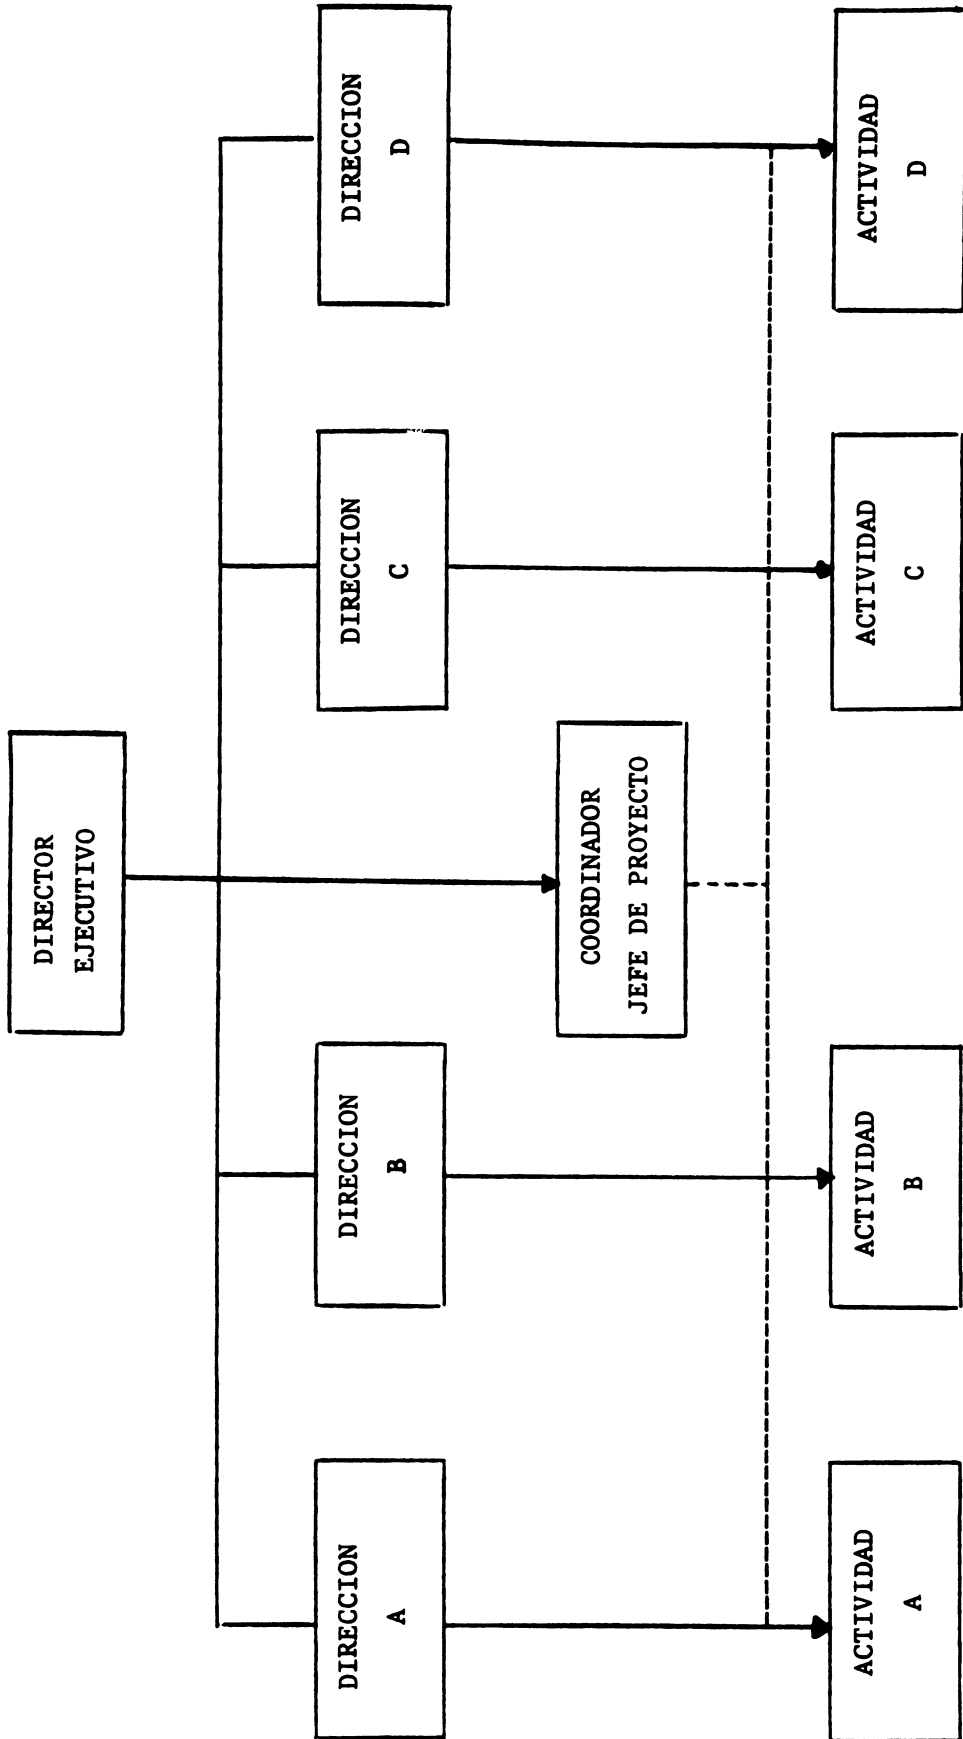 DIRECTOR
EJECUTIVO
DIRECCION
A
DIRECCION
B
DIRECCION
C
DIRECCION
D
COORDINADOR
JEFE DE PROYECTO
ACTIVIDAD
A
ACTIVIDAD
B
ACTIVIDAD
C
ACTIVIDAD
D